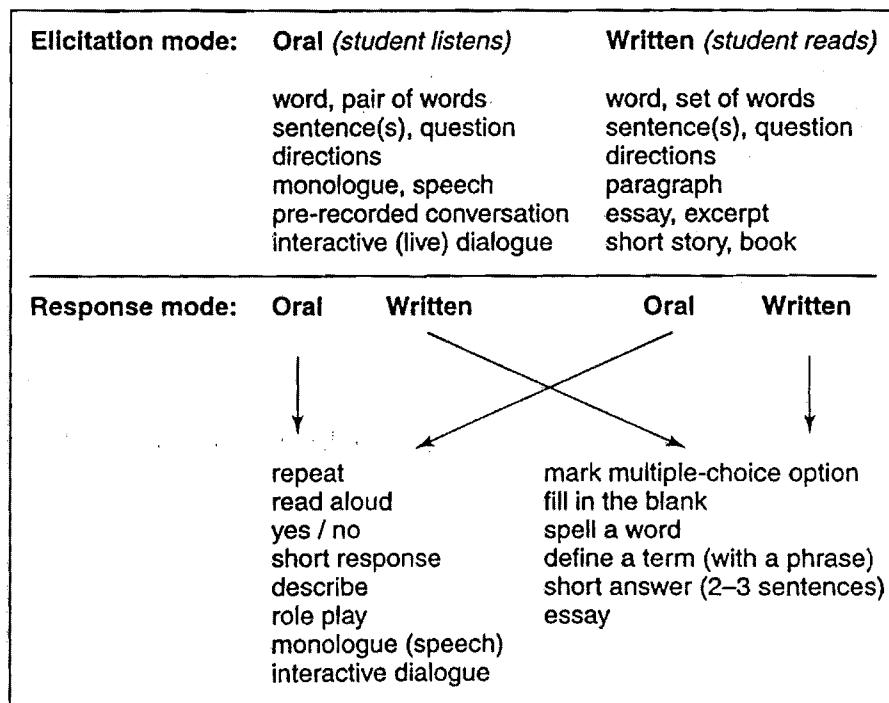 Elicitation mode: Oral (student listens) Written (student reads)
word, pair of words word, set of words
sentence(s), question sentence(s), question
directions directions
monologue, speech paragraph
pre-recorded conversation essay, excerpt
interactive (live) dialogue short story, book
Response mode: Oral Written Oral Written
repeat mark multiple-choice option
read aloud fill in the blank
yes / no spell a word
short response define a term (with a phrase)
describe short answer (2–3 sentences)
role play essay
monologue (speech)
interactive dialogue